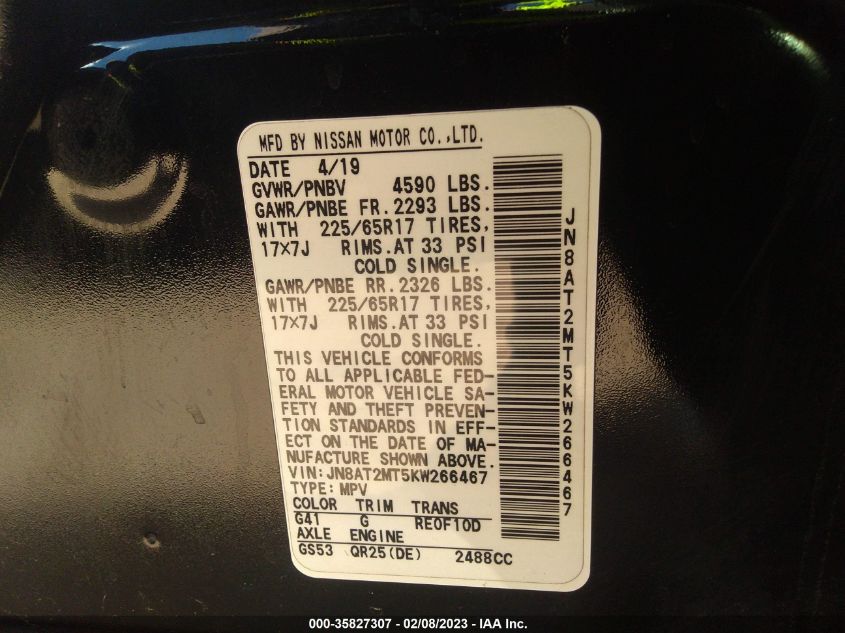 MFD BY NISSAN MOTOR CO.,LTD.
DATE 4/19
GVWR/PNBV 4590 LBS.
GAWR/PNBE FR. 2293 LBS.
WITH 225/65R17 TIRES,
17×7J RIMS.AT 33 PSI
COLD SINGLE.
GAWR/PNBE RR. 2326 LBS.
WITH 225/65R17 TIRES,
17×7J RIMS.AT 33 PSI
COLD SINGLE.
THIS VEHICLE CONFORMS
TO ALL APPLICABLE FED-
ERAL MOTOR VEHICLE SA-
FETY AND THEFT PREVEN-
TION STANDARDS IN EFF-
ECT ON THE DATE OF MA-
NUFACTURE SHOWN ABOVE.
VIN:JN8AT2MT5KW266467
TYPE:MPV
COLOR TRIM TRANS
G41 G RE0F10D
AXLE ENGINE
GS53 QR25(DE) 2488CC
JN8AT2MT5KW266467
000-35827307 – 02/08/2023 - IAA Inc.